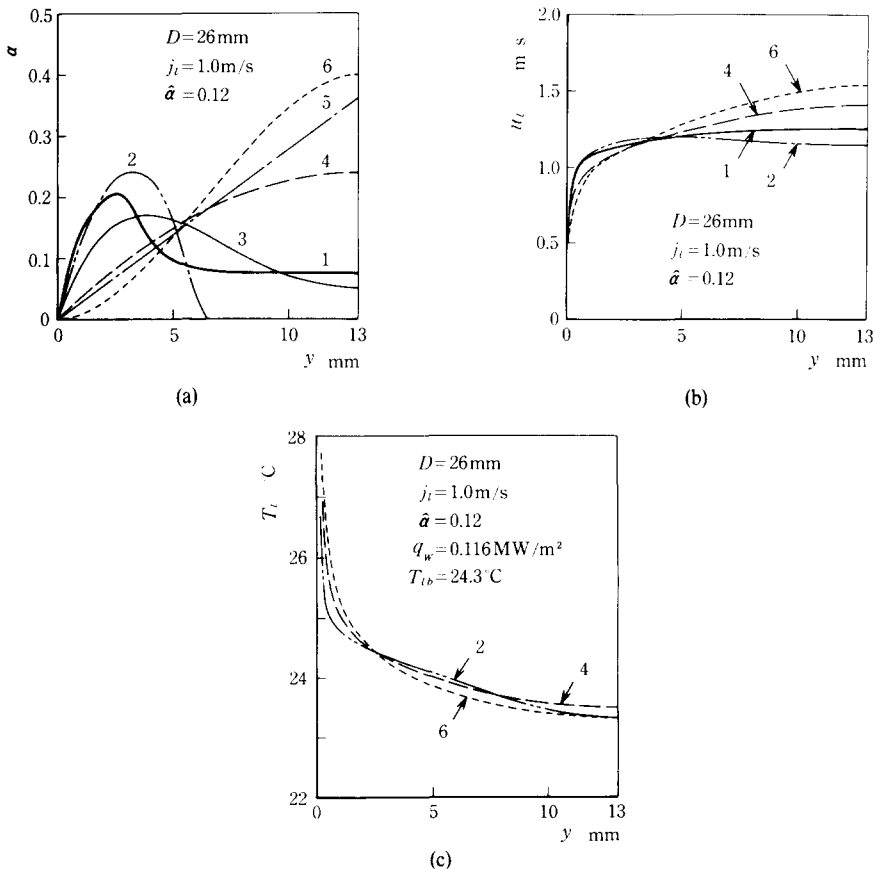 0.5
α
0.4
0.3
0.2
0.1
0
D=26mm
j_l=1.0m/s
α̂=0.12
6
5
2
4
3
1
0
5
10
13
y mm
(a)
2.0
u_l m s
1.5
1.0
0.5
0
6
4
1
2
D=26mm
j_l=1.0m/s
α̂=0.12
0
5
10
13
y mm
(b)
28
T_l °C
26
24
22
D=26mm
j_l=1.0m/s
α̂=0.12
q_w=0.116MW/m²
T_lb=24.3°C
2
4
6
0
5
10
13
y mm
(c)